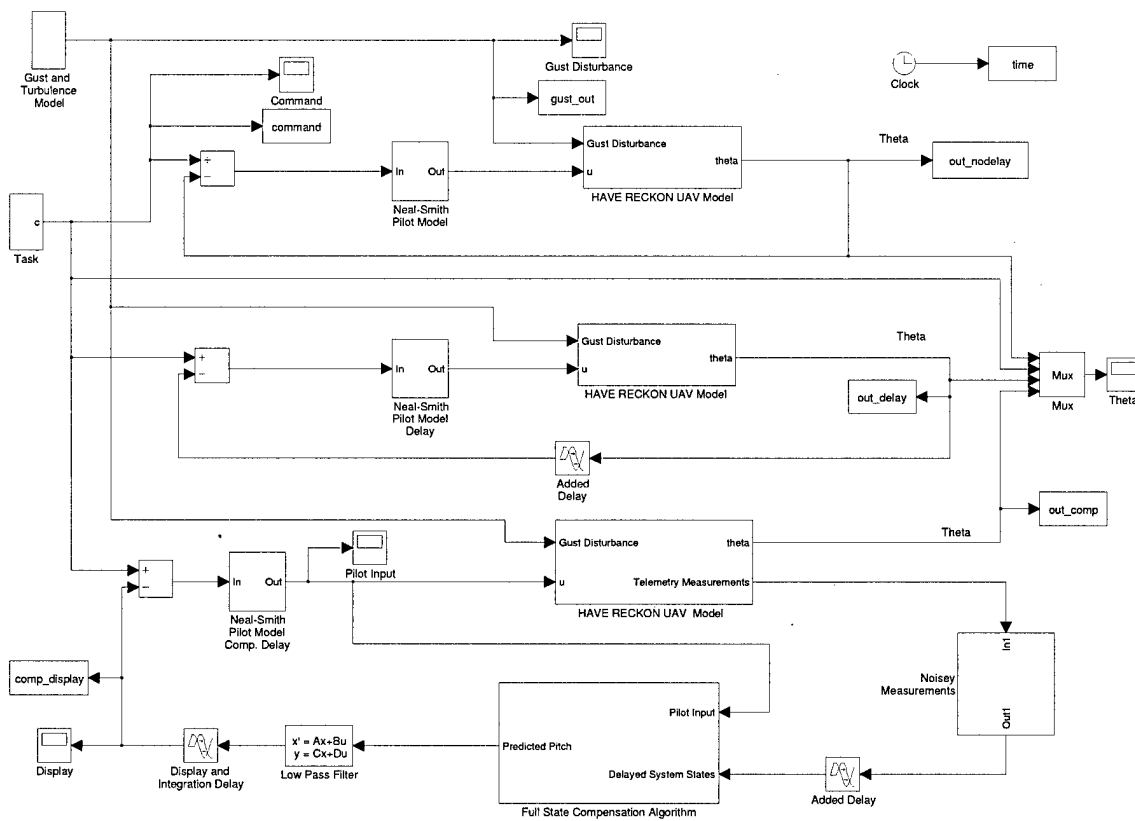 Gust and
Turbulence
Model
Gust Disturbance
gust_out
Clock
time
Command
command
+
−
In
Out
Neal-Smith
Pilot Model
Gust Disturbance
u
theta
HAVE RECKON UAV Model
Theta
out_nodelay
c
Task
+
−
In
Out
Neal-Smith
Pilot Model
Delay
Gust Disturbance
u
theta
HAVE RECKON UAV Model
Theta
out_delay
Mux
Mux
Theta
Added
Delay
+
−
In
Out
Neal-Smith
Pilot Model
Comp. Delay
Pilot Input
Gust Disturbance
u
theta
Telemetry Measurements
HAVE RECKON UAV Model
Theta
out_comp
In1
Out1
Noisey
Measurements
comp_display
Display
Display and
Integration Delay
x' = Ax+Bu
y = Cx+Du
Low Pass Filter
Pilot Input
Predicted Pitch
Delayed System States
Full State Compensation Algorithm
Added Delay